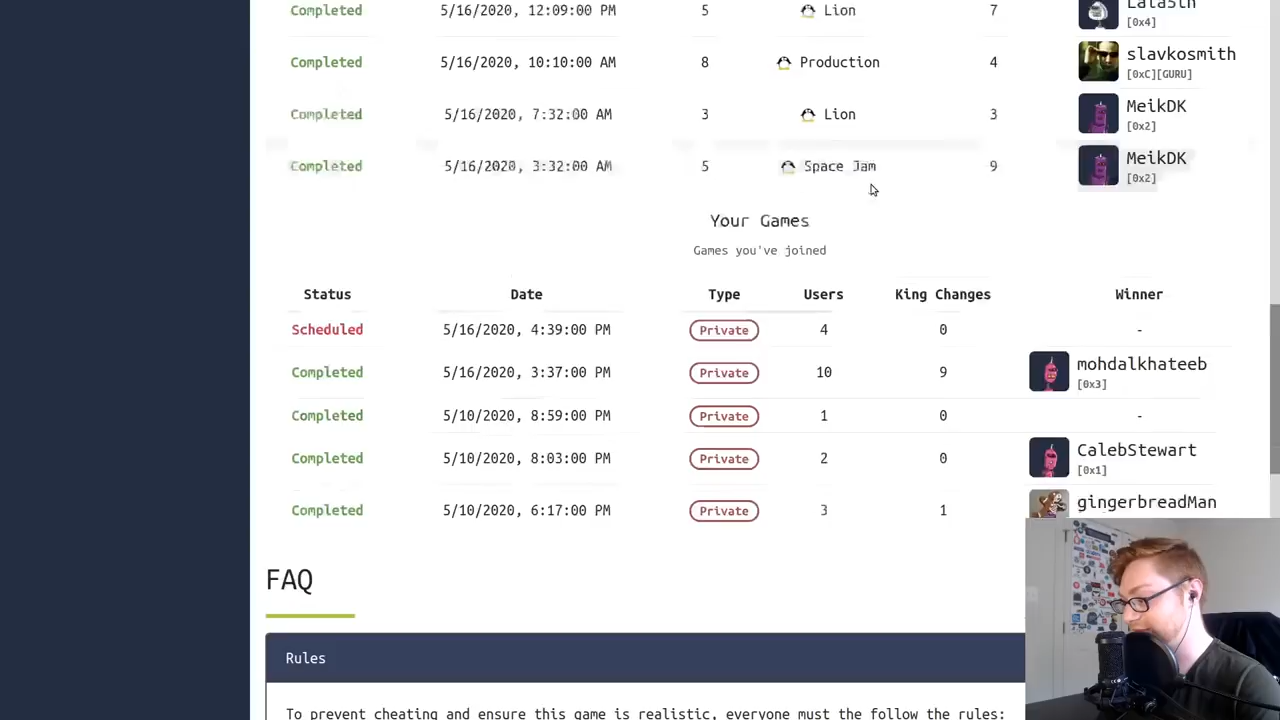 Completed 5/16/2020, 12:09:00 PM 5 Lion 7 Lala5th
[0x4]
Completed 5/16/2020, 10:10:00 AM 8 Production 4 slavkosmith
[0xC][GURU]
Completed 5/16/2020, 7:32:00 AM 3 Lion 3 MeikDK
[0x2]
Completed 5/16/2020, 3:32:00 AM 5 Space Jam 9 MeikDK
[0x2]
Your Games
Games you've joined
Status Date Type Users King Changes Winner
Scheduled 5/16/2020, 4:39:00 PM Private 4 0 -
Completed 5/16/2020, 3:37:00 PM Private 10 9 mohdalkhateeb
[0x3]
Completed 5/10/2020, 8:59:00 PM Private 1 0 -
Completed 5/10/2020, 8:03:00 PM Private 2 0 CalebStewart
[0x1]
Completed 5/10/2020, 6:17:00 PM Private 3 1 gingerbreadMan
FAQ
Rules
To prevent cheating and ensure this game is realistic, everyone must the follow the rules: